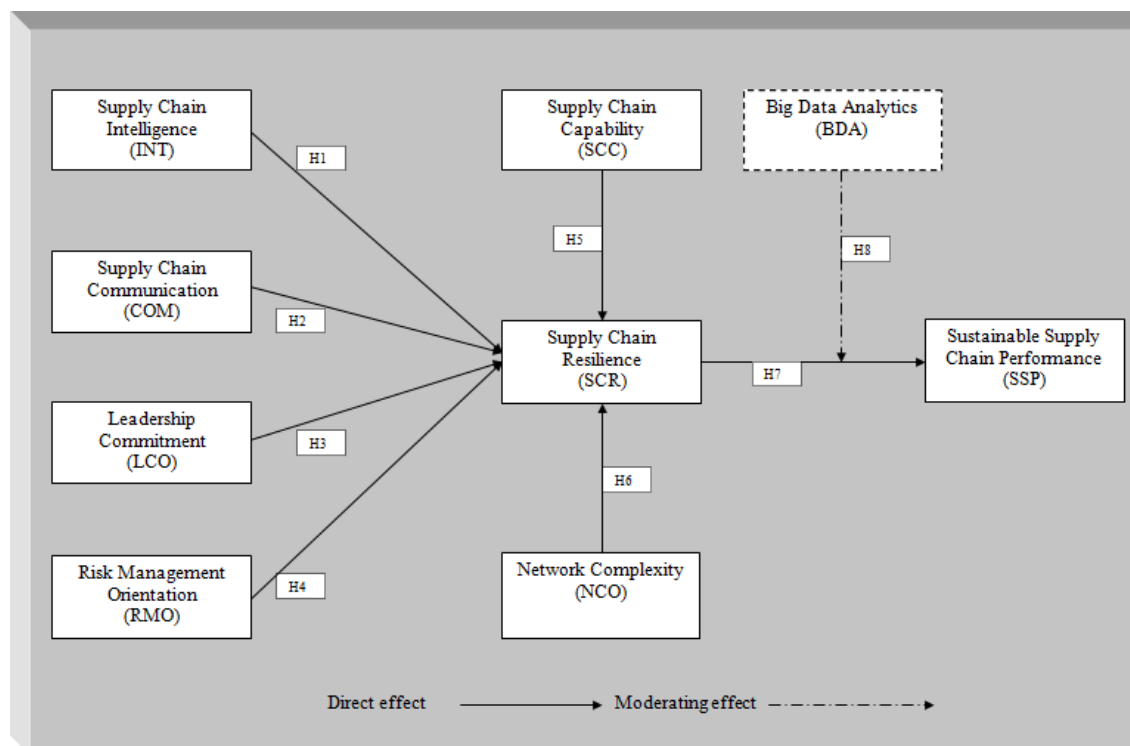 Supply Chain
Intelligence
(INT)
H1
Supply Chain
Capability
(SCC)
Big Data Analytics
(BDA)
H5
H8
Supply Chain
Communication
(COM)
H2
Supply Chain
Resilience
(SCR)
H7
Sustainable Supply
Chain Performance
(SSP)
Leadership
Commitment
(LCO)
H3
H6
Risk Management
Orientation
(RMO)
H4
Network Complexity
(NCO)
Direct effect
Moderating effect